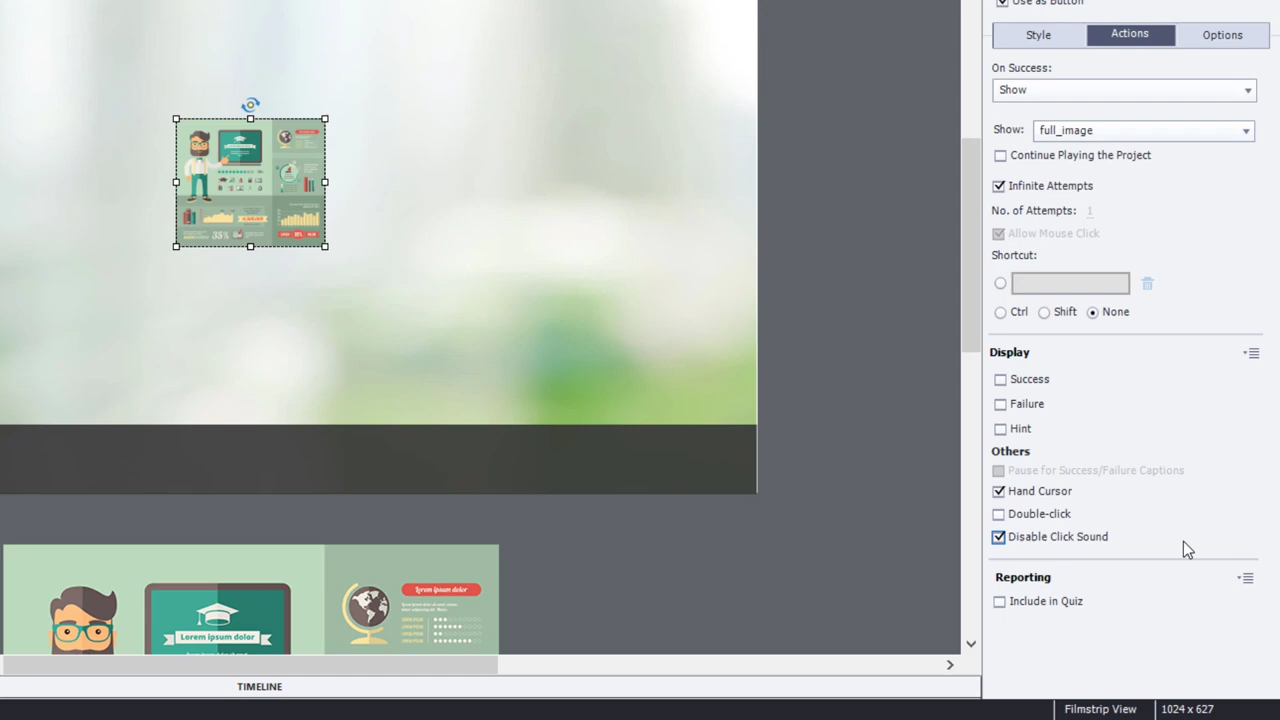 Use as Button
Style
Actions
Options
On Success:
Show
Show:
full_image
Continue Playing the Project
Infinite Attempts
No. of Attempts: 1
Allow Mouse Click
Shortcut:
Ctrl
Shift
None
Display
Success
Failure
Hint
Others
Pause for Success/Failure Captions
Hand Cursor
Double-click
Disable Click Sound
Reporting
Include in Quiz
35%
Lorem ipsum dolor
Lorem ipsum dolor
TIMELINE
Filmstrip View
1024 x 627